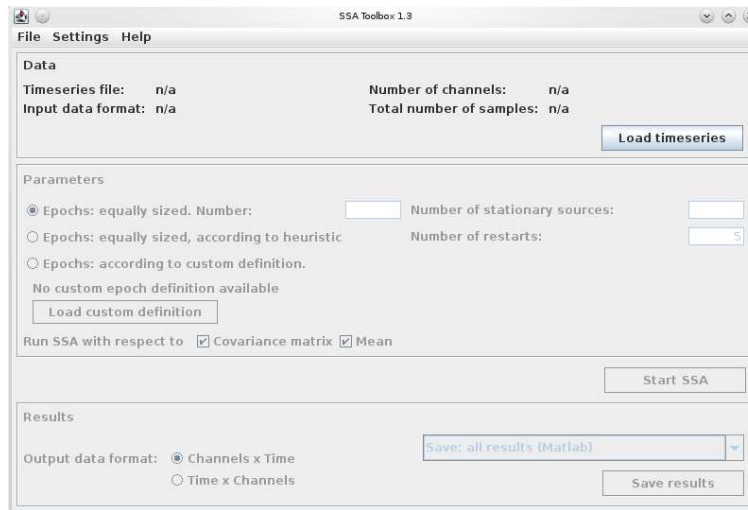 SSA Toolbox 1.3
File Settings Help
Data
Timeseries file: n/a
Number of channels: n/a
Input data format: n/a
Total number of samples: n/a
Load timeseries
Parameters
Epochs: equally sized. Number:
Number of stationary sources:
Epochs: equally sized, according to heuristic
Number of restarts: 5
Epochs: according to custom definition.
No custom epoch definition available
Load custom definition
Run SSA with respect to Covariance matrix Mean
Start SSA
Results
Save: all results (Matlab)
Output data format: Channels x Time
Time x Channels
Save results